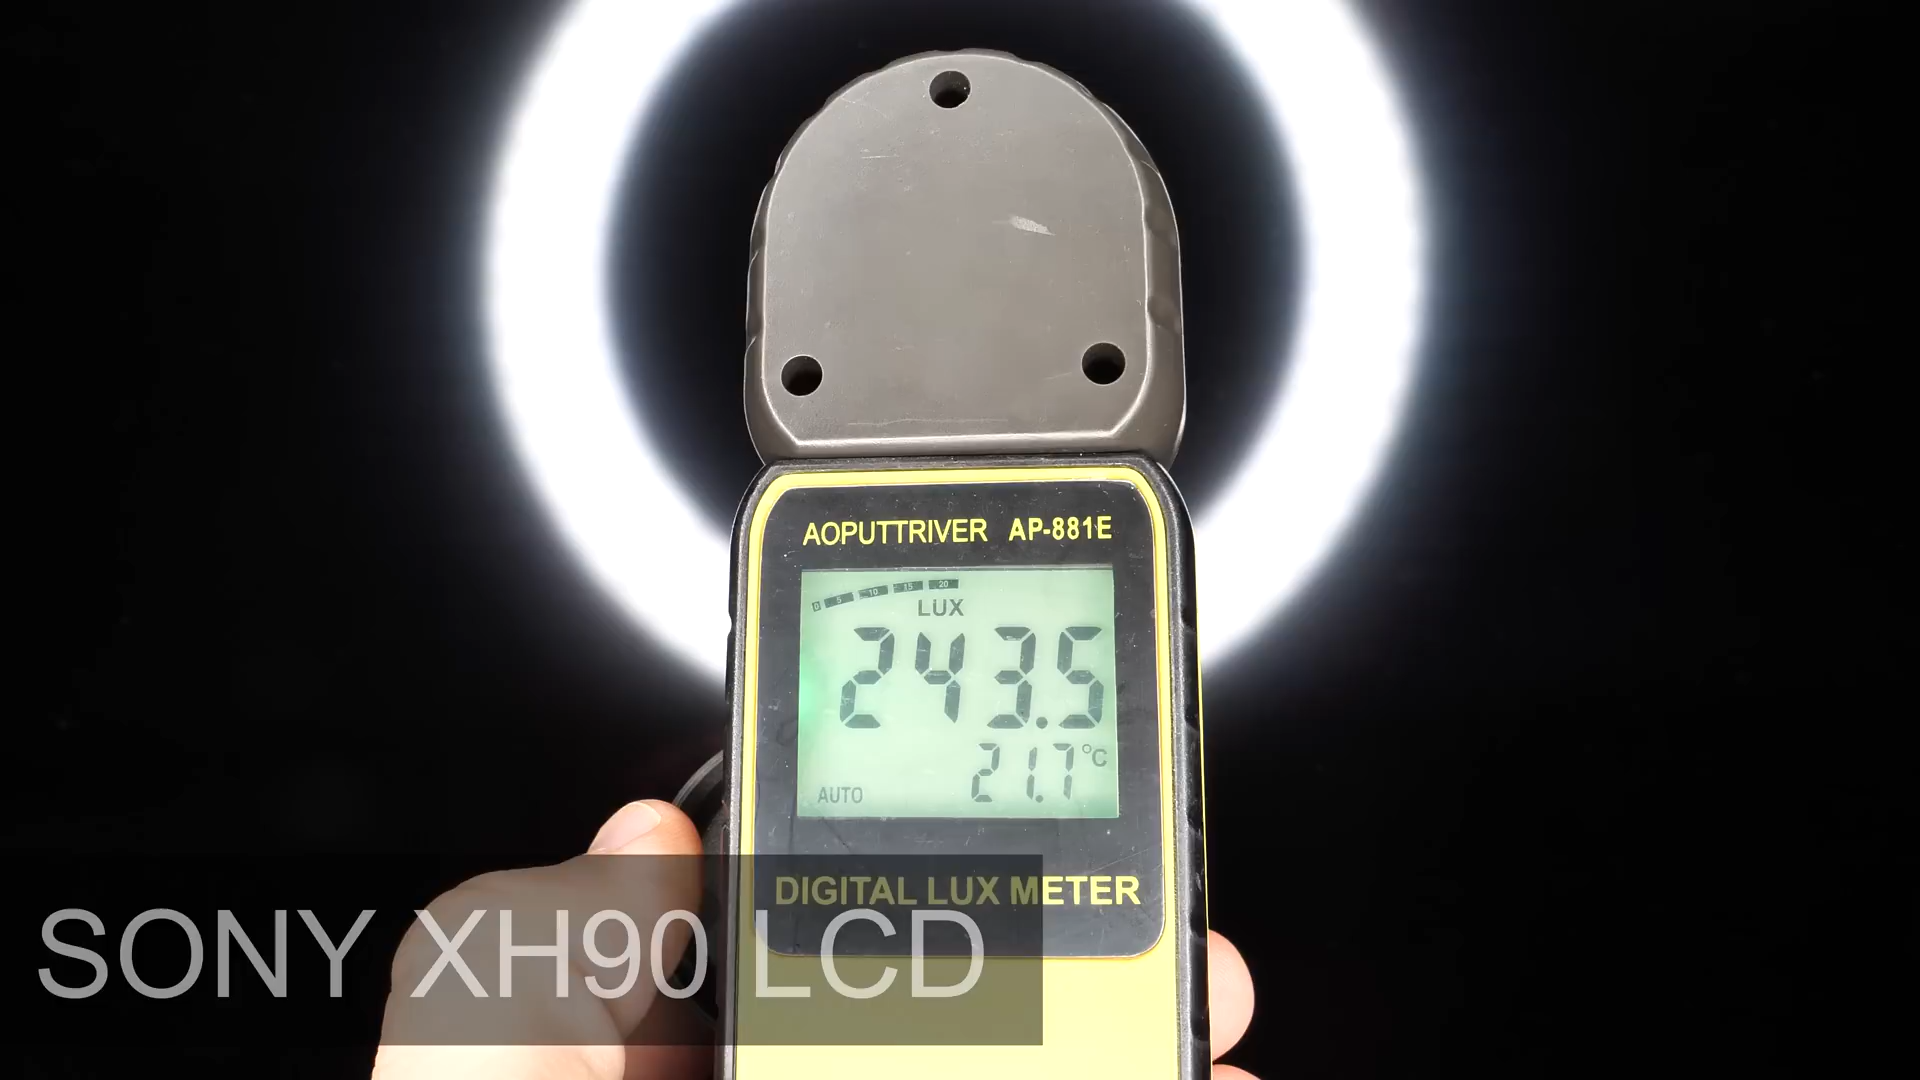 AOPUTTRIVER AP-881E
0 5 10 15 20
LUX
243.5
21.7 °C
AUTO
DIGITAL LUX METER
SONY XH90 LCD